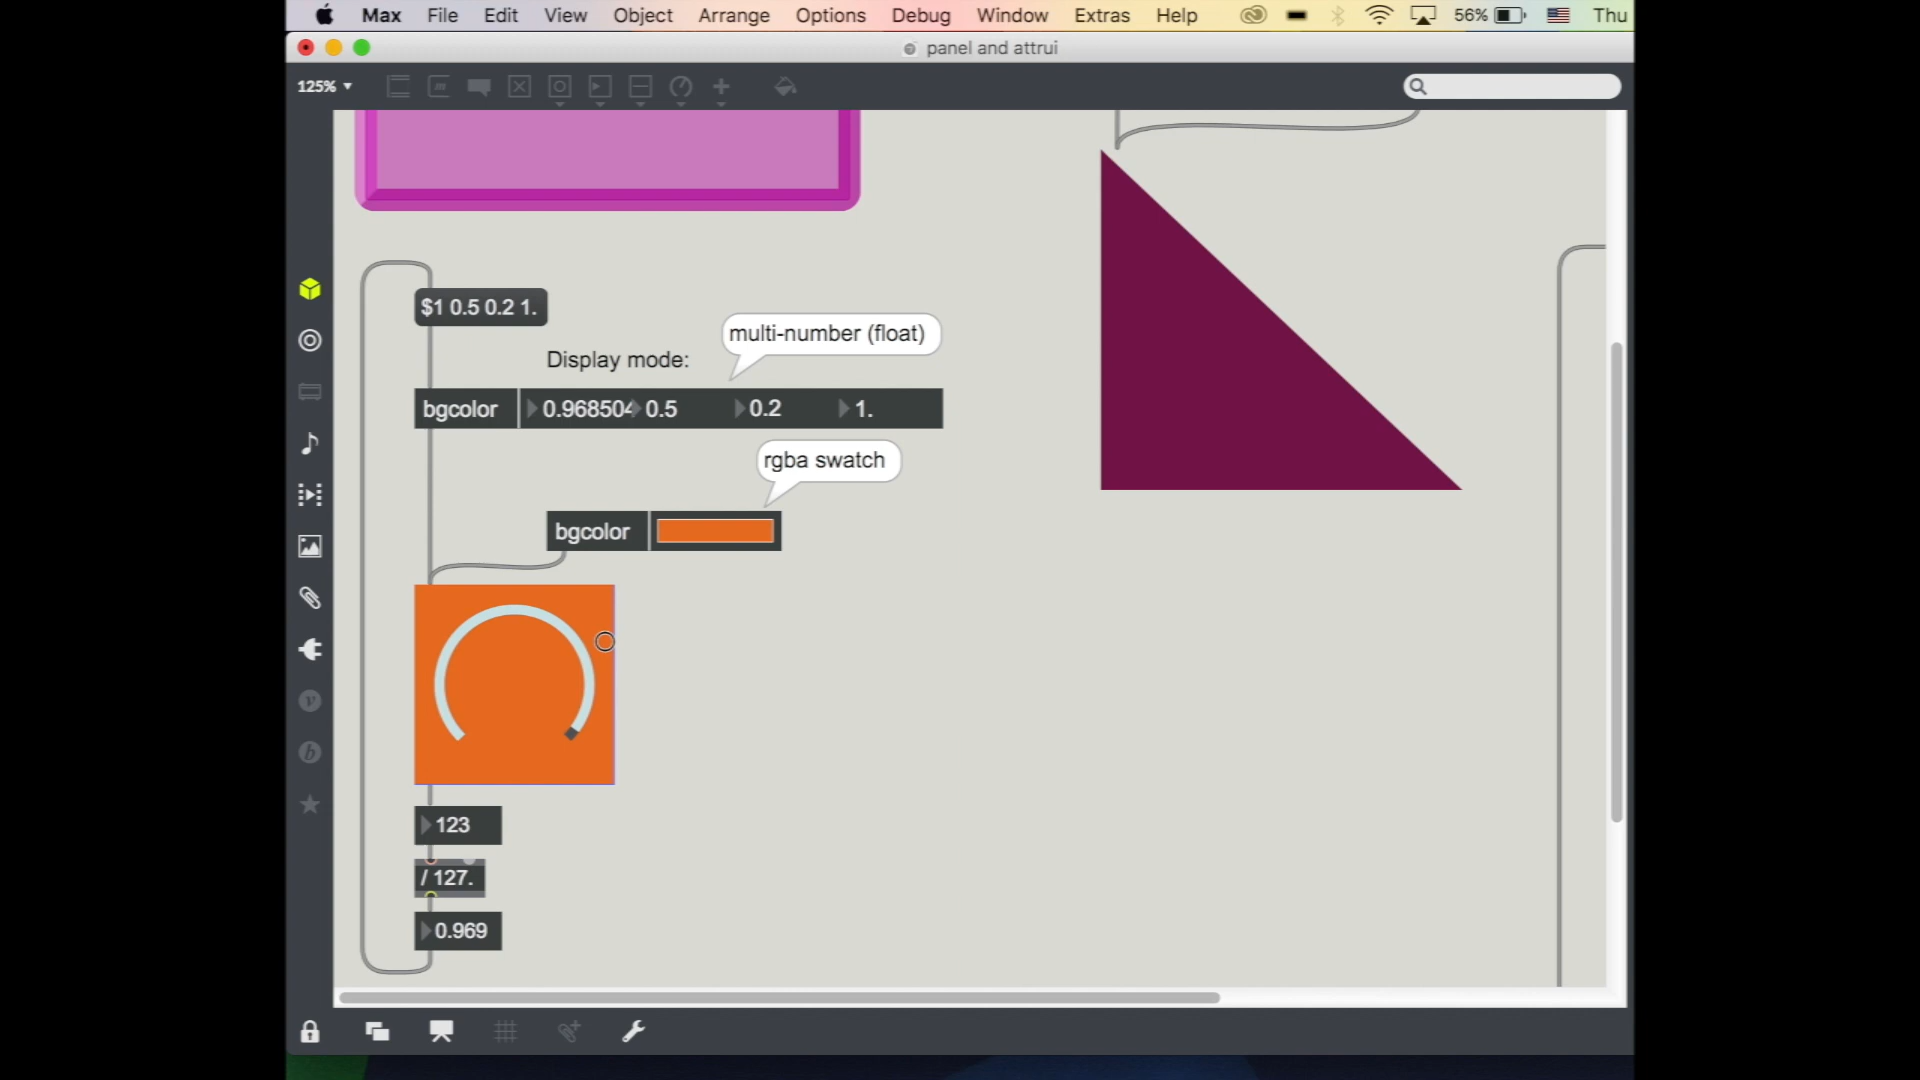 Max File Edit View Object Arrange Options Debug Window Extras Help 56% Thu
panel and attrui
125%
$1 0.5 0.2 1.
multi-number (float)
Display mode:
bgcolor 0.968504 0.5 0.2 1.
rgba swatch
bgcolor
123
/ 127.
0.969